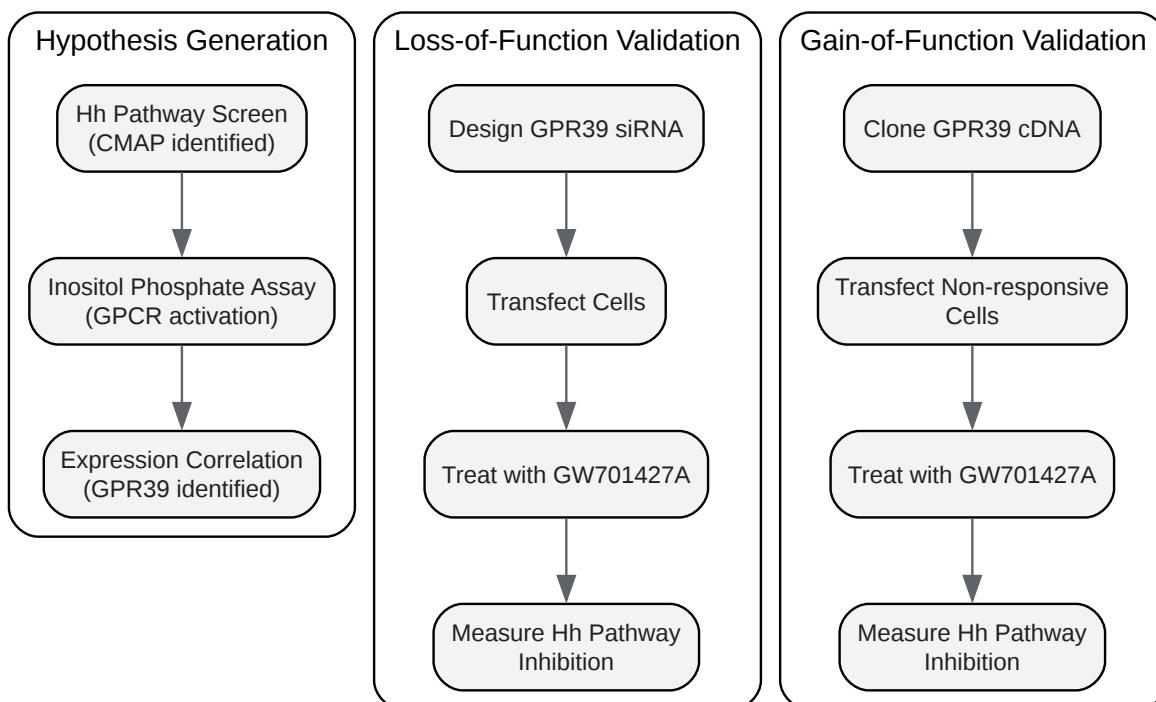 Hypothesis Generation
Hh Pathway Screen
(CMAP identified)
Inositol Phosphate Assay
(GPCR activation)
Expression Correlation
(GPR39 identified)
Loss-of-Function Validation
Design GPR39 siRNA
Transfect Cells
Treat with GW701427A
Measure Hh Pathway
Inhibition
Gain-of-Function Validation
Clone GPR39 cDNA
Transfect Non-responsive
Cells
Treat with GW701427A
Measure Hh Pathway
Inhibition